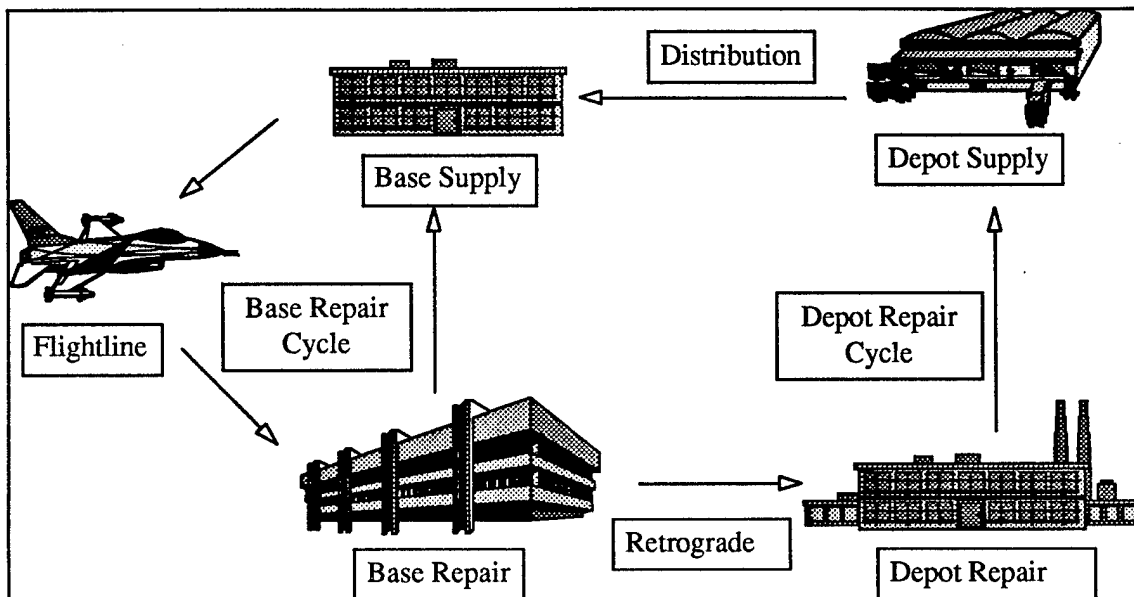 Distribution
Depot Supply
Base Supply
Base Repair
Cycle
Depot Repair
Cycle
Flightline
Retrograde
Base Repair
Depot Repair